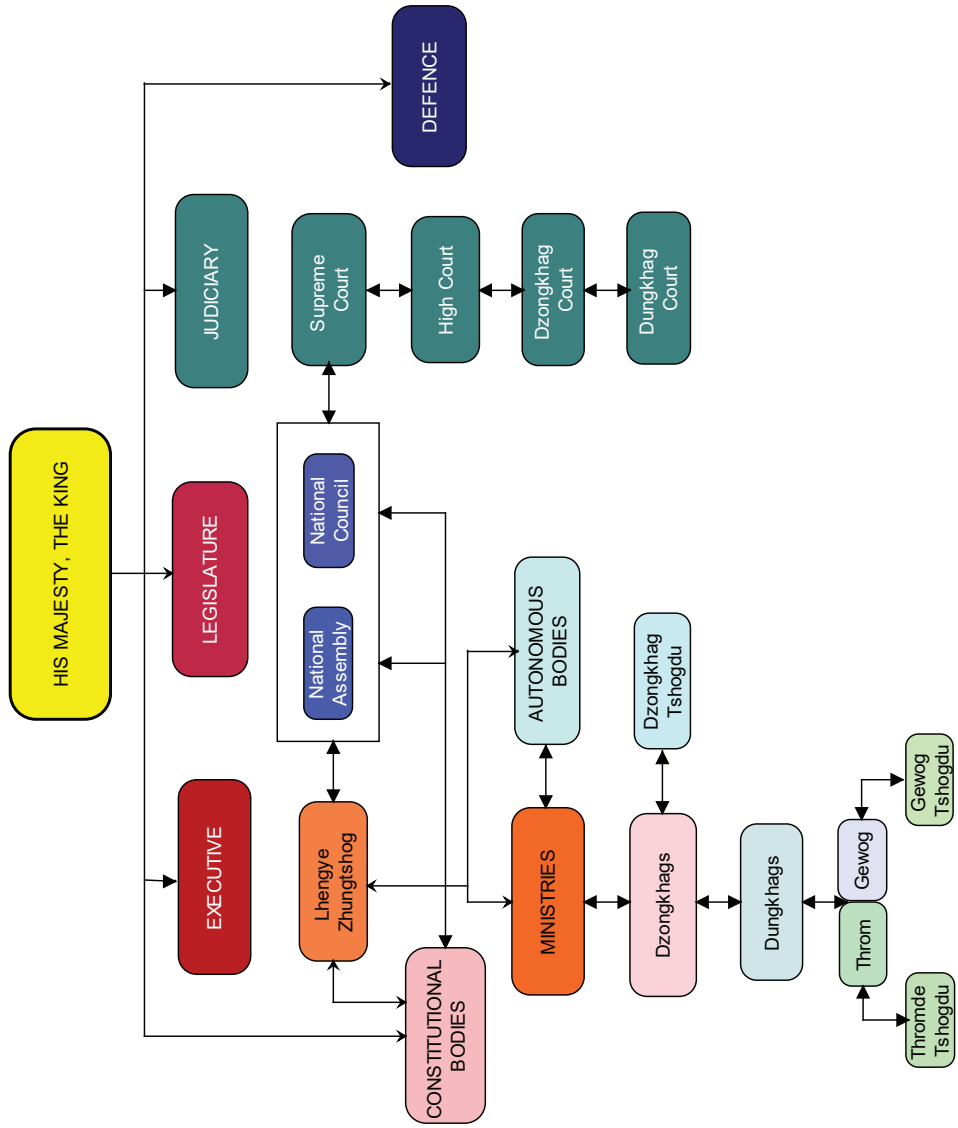 HIS MAJESTY, THE KING
EXECUTIVE
LEGISLATURE
JUDICIARY
DEFENCE
Lhengye
Zhungtshog
National
Assembly
National
Council
Supreme
Court
CONSTITUTIONAL
BODIES
High Court
MINISTRIES
AUTONOMOUS
BODIES
Dzongkhag
Court
Dzongkhags
Dzongkhag
Tshogdu
Dungkhag
Court
Dungkhags
Throm
Gewog
Thromde
Tshogdu
Gewog
Tshogdu